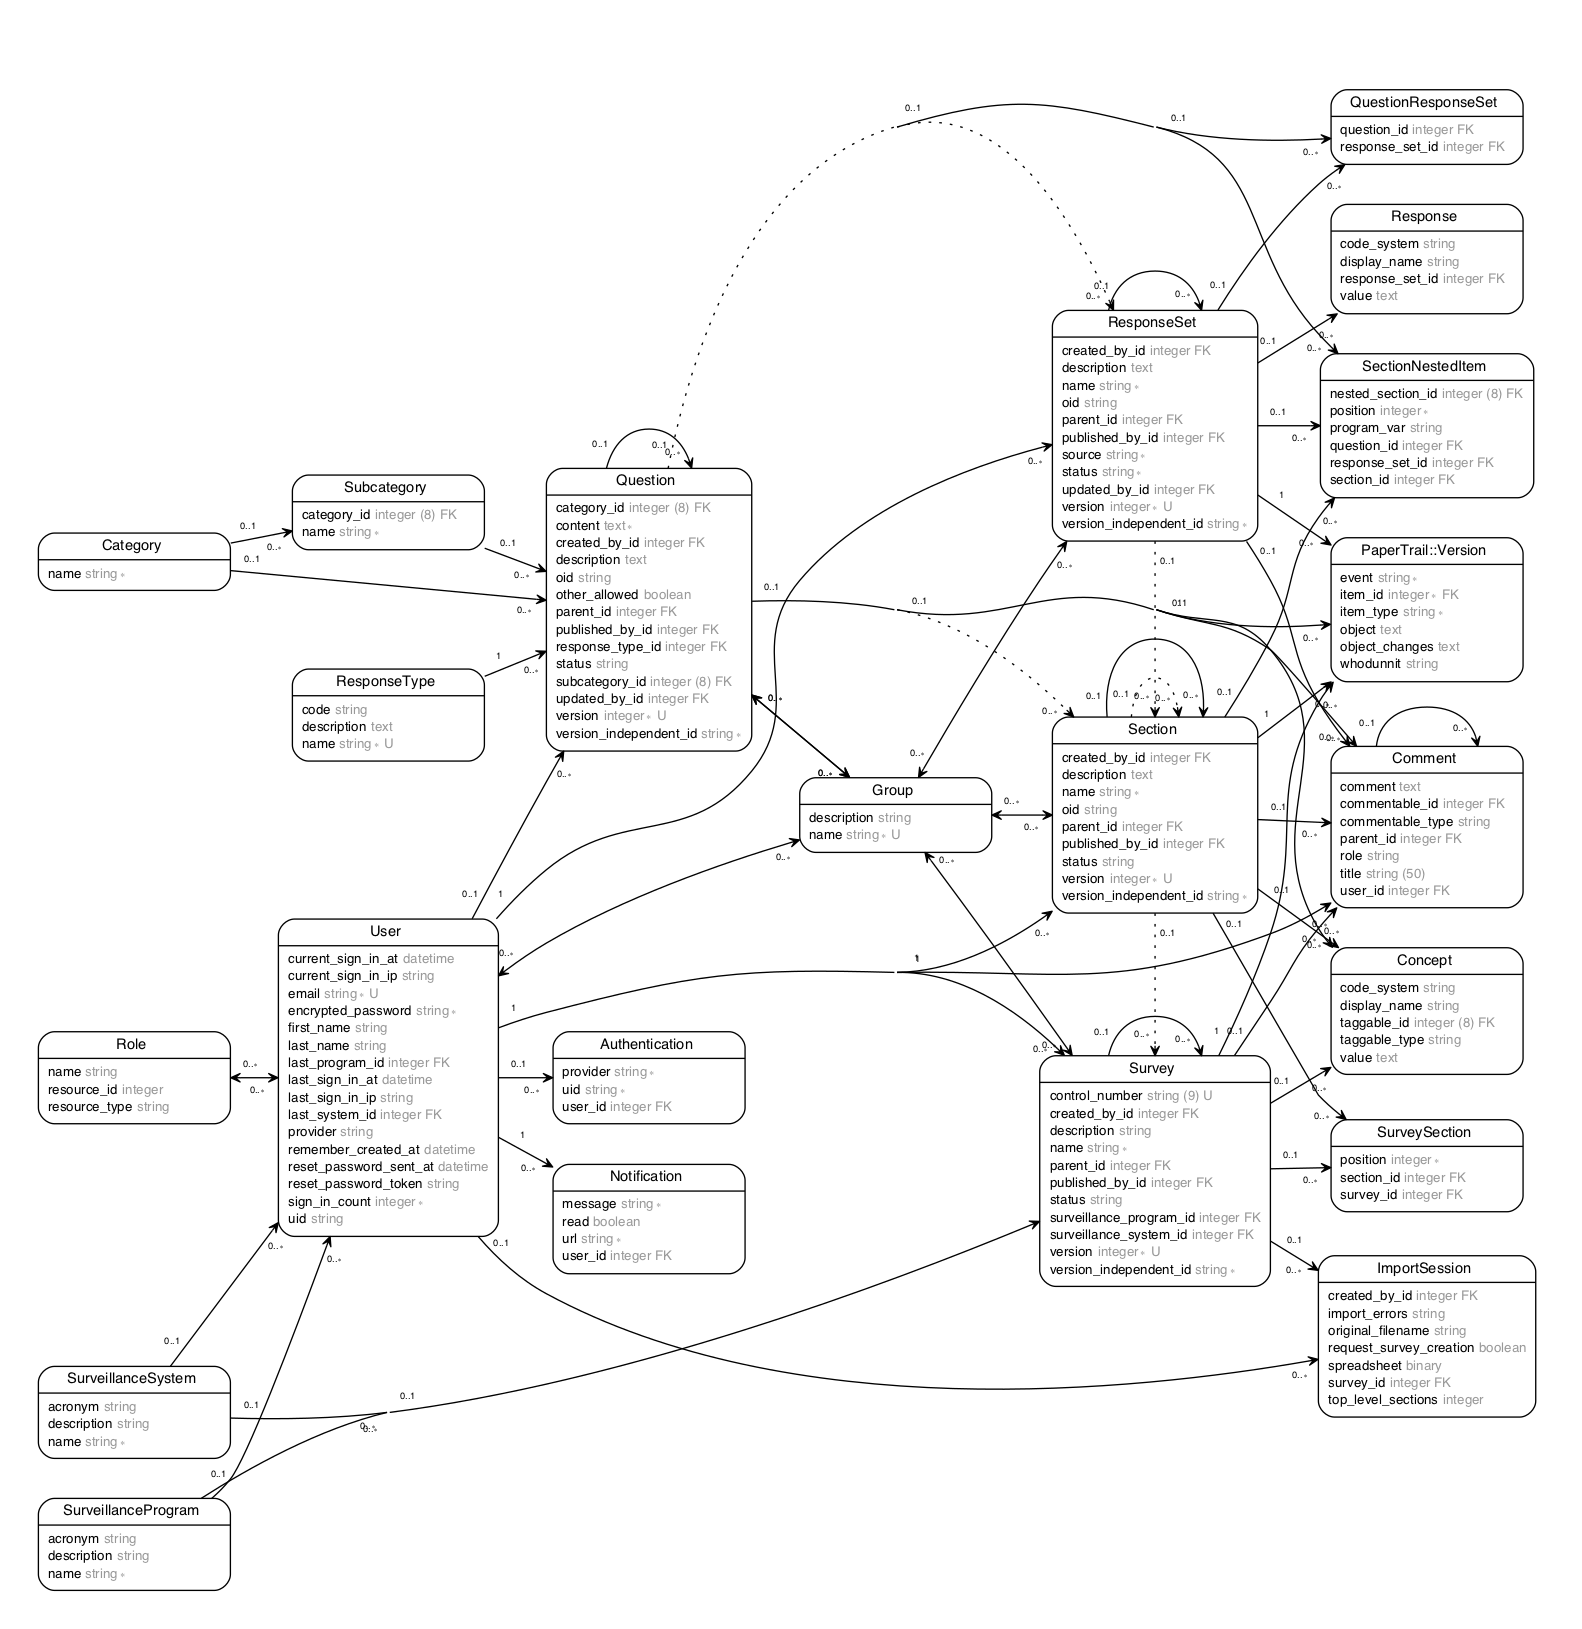 QuestionResponseSet
question_id integer FK
response_set_id integer FK
Response
code_system string
display_name string
response_set_id integer FK
value text
ResponseSet
created_by_id integer FK
description text
name string *
oid string
parent_id integer FK
published_by_id integer FK
source string *
status string *
updated_by_id integer FK
version integer * U
version_independent_id string *
SectionNestedItem
nested_section_id integer (8) FK
position integer *
program_var string
question_id integer FK
response_set_id integer FK
section_id integer FK
Question
category_id integer (8) FK
content text *
created_by_id integer FK
description text
oid string
other_allowed boolean
parent_id integer FK
published_by_id integer FK
response_type_id integer FK
status string
subcategory_id integer (8) FK
updated_by_id integer FK
version integer * U
version_independent_id string *
Subcategory
category_id integer (8) FK
name string *
Category
name string *
PaperTrail::Version
event string *
item_id integer * FK
item_type string *
object text
object_changes text
whodunnit string
ResponseType
code string
description text
name string * U
Section
created_by_id integer FK
description text
name string *
oid string
parent_id integer FK
published_by_id integer FK
status string
version integer * U
version_independent_id string *
Comment
comment text
commentable_id integer FK
commentable_type string
parent_id integer FK
role string
title string (50)
user_id integer FK
Group
description string
name string * U
User
current_sign_in_at datetime
current_sign_in_ip string
email string * U
encrypted_password string *
first_name string
last_name string
last_program_id integer FK
last_sign_in_at datetime
last_sign_in_ip string
last_system_id integer FK
provider string
remember_created_at datetime
reset_password_sent_at datetime
reset_password_token string
sign_in_count integer *
uid string
Concept
code_system string
display_name string
taggable_id integer (8) FK
taggable_type string
value text
Role
name string
resource_id integer
resource_type string
Authentication
provider string *
uid string *
user_id integer FK
Survey
control_number string (9) U
created_by_id integer FK
description string
name string *
parent_id integer FK
published_by_id integer FK
status string
surveillance_program_id integer FK
surveillance_system_id integer FK
version integer * U
version_independent_id string *
SurveySection
position integer *
section_id integer FK
survey_id integer FK
Notification
message string *
read boolean
url string *
user_id integer FK
ImportSession
created_by_id integer FK
import_errors string
original_filename string
request_survey_creation boolean
spreadsheet binary
survey_id integer FK
top_level_sections integer
SurveillanceSystem
acronym string
description string
name string *
SurveillanceProgram
acronym string
description string
name string *